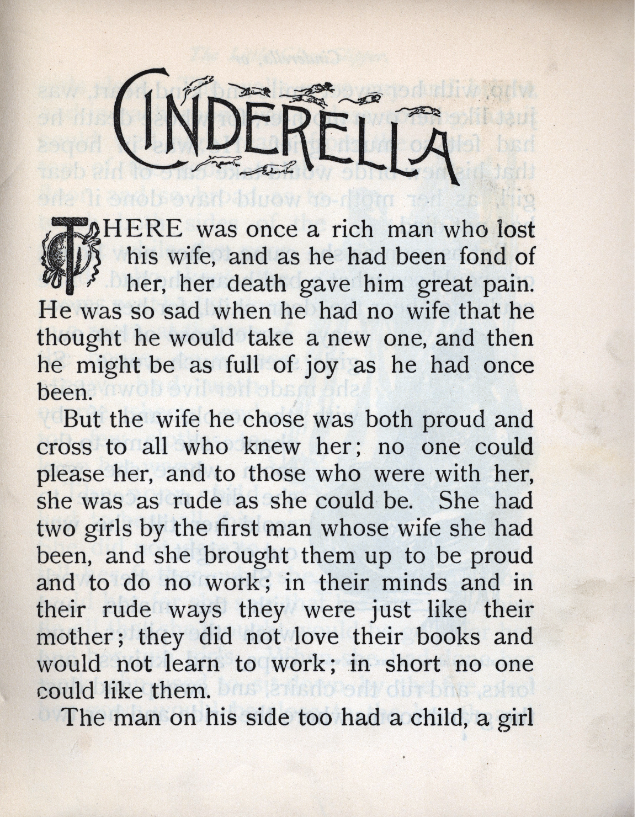 CINDERELLA
THERE was once a rich man who lost
his wife, and as he had been fond of
her, her death gave him great pain.
He was so sad when he had no wife that he
thought he would take a new one, and then
he might be as full of joy as he had once
been.
But the wife he chose was both proud and
cross to all who knew her; no one could
please her, and to those who were with her,
she was as rude as she could be. She had
two girls by the first man whose wife she had
been, and she brought them up to be proud
and to do no work; in their minds and in
their rude ways they were just like their
mother; they did not love their books and
would not learn to work; in short no one
could like them.
The man on his side too had a child, a girl